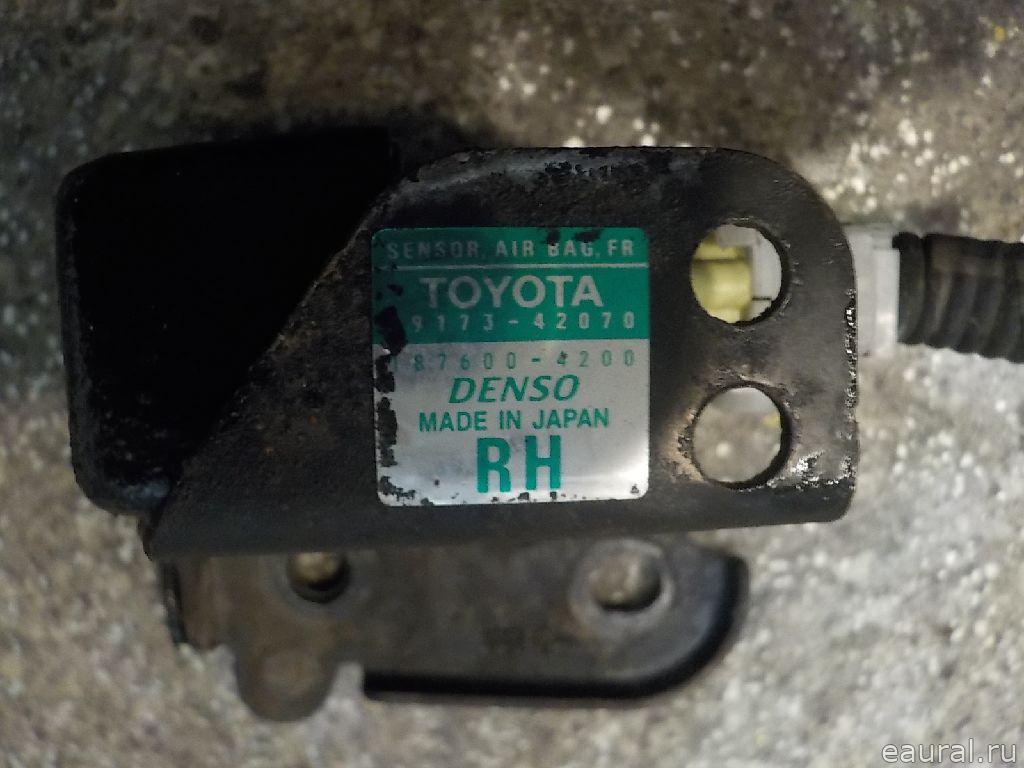 SENSOR, AIR BAG, FR
TOYOTA
9173-42070
187600-4200
DENSO
MADE IN JAPAN
RH
eaural.ru